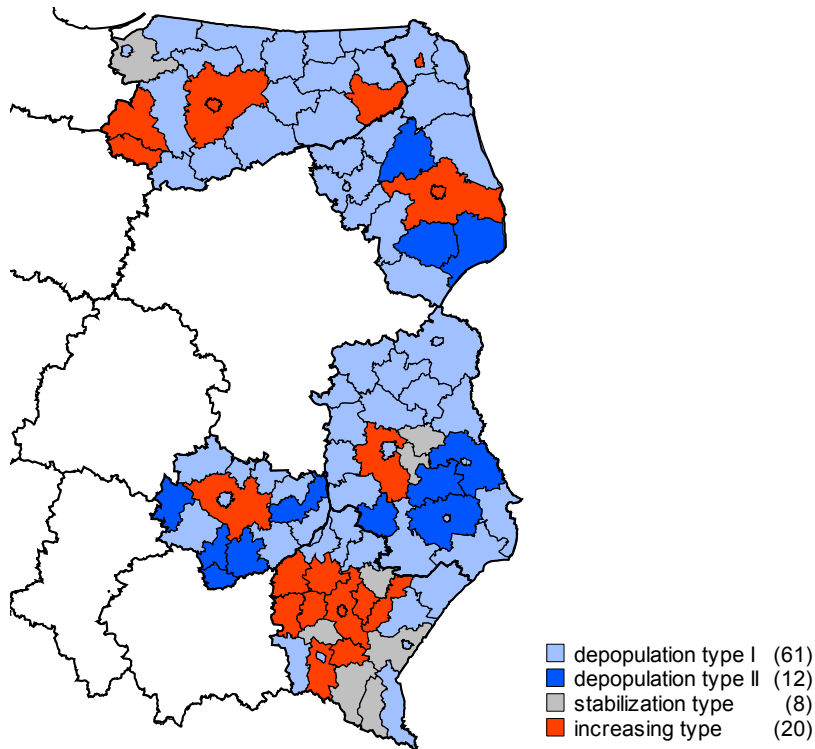 depopulation type I (61)
depopulation type II (12)
stabilization type (8)
increasing type (20)